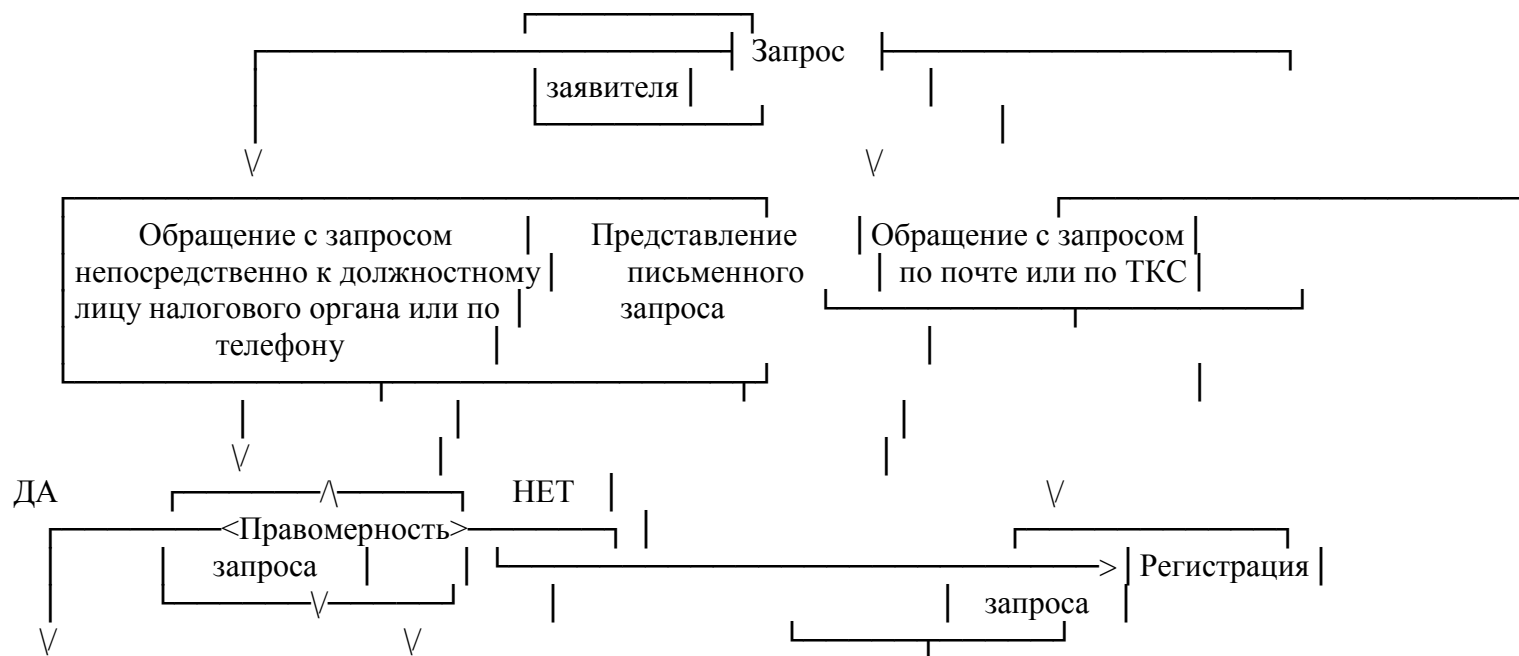 Запрос
заявителя
Обращение с запросом Представление Обращение с запросом
непосредственно к должностному письменного по почте или по ТКС
лицу налогового органа или по запроса
телефону
ДА НЕТ
<Правомерность>
запроса > Регистрация
запроса